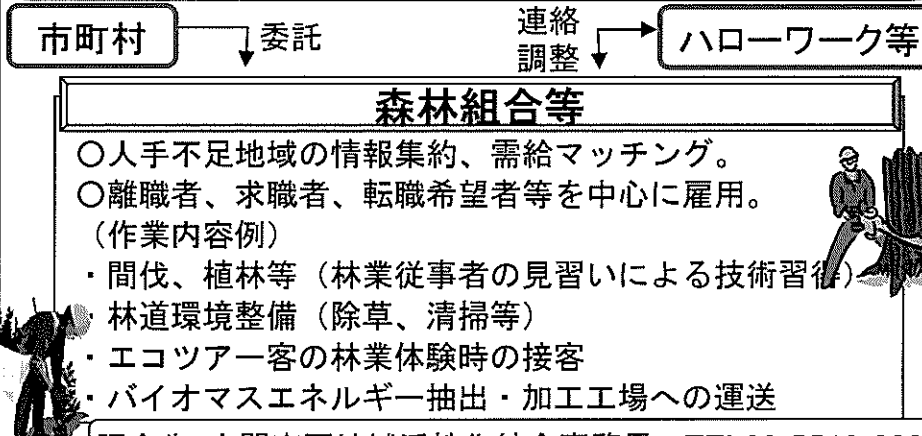 市町村
委託
連絡
調整
ハローワーク等
森林組合等
○人手不足地域の情報集約、需給マッチング。
○離職者、求職者、転職希望者等を中心に雇用。
（作業内容例）
・間伐、植林等（林業従事者の見習いによる技術習得）
・林道環境整備（除草、清掃等）
・エコツアー客の林業体験時の接客
・バイオマスエネルギー抽出・加工工場への運送